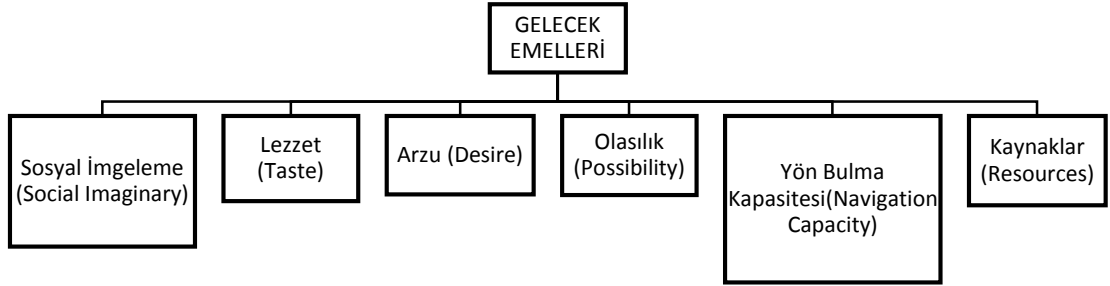 GELECEK
EMELLERİ
Sosyal İmgeleme
(Social Imaginary)
Lezzet
(Taste)
Arzu (Desire)
Olasılık
(Possibility)
Yön Bulma
Kapasitesi(Navigation
Capacity)
Kaynaklar
(Resources)